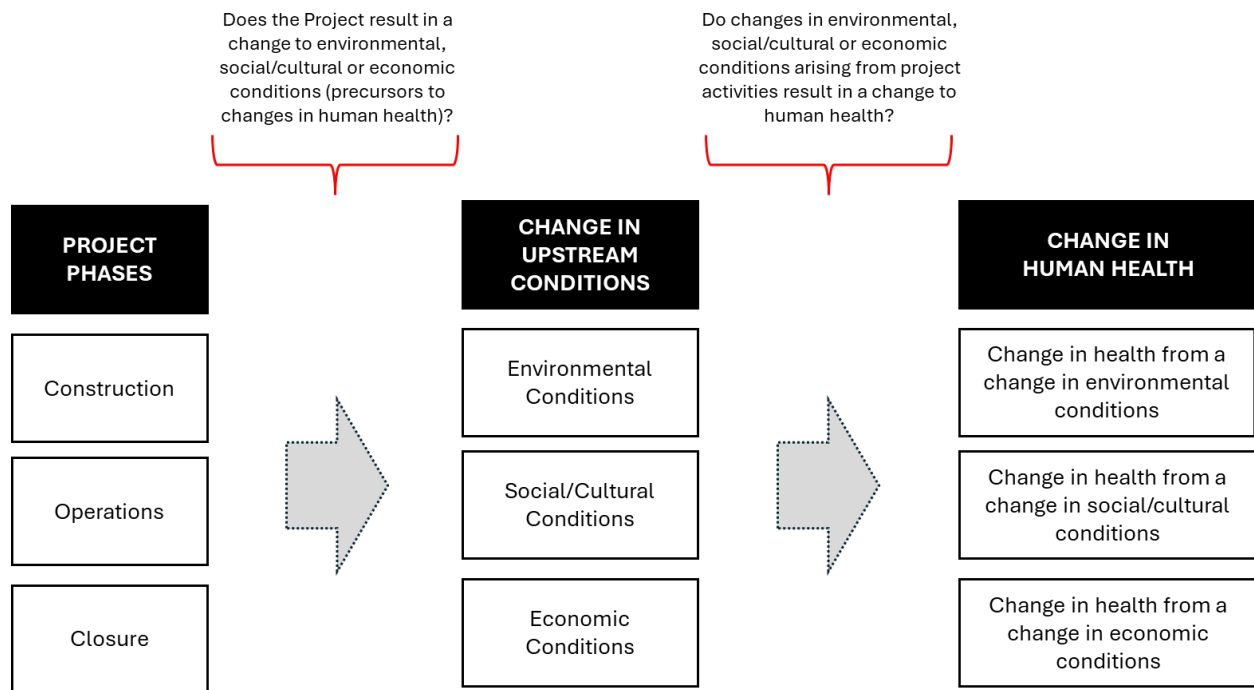 Does the Project result in a
change to environmental,
social/cultural or economic
conditions (precursors to
changes in human health)?
Do changes in environmental,
social/cultural or economic
conditions arising from project
activities result in a change to
human health?
PROJECT
PHASES
CHANGE IN
UPSTREAM
CONDITIONS
CHANGE IN
HUMAN HEALTH
Construction
Environmental
Conditions
Change in health from a
change in environmental
conditions
Operations
Social/Cultural
Conditions
Change in health from a
change in social/cultural
conditions
Closure
Economic
Conditions
Change in health from a
change in economic
conditions